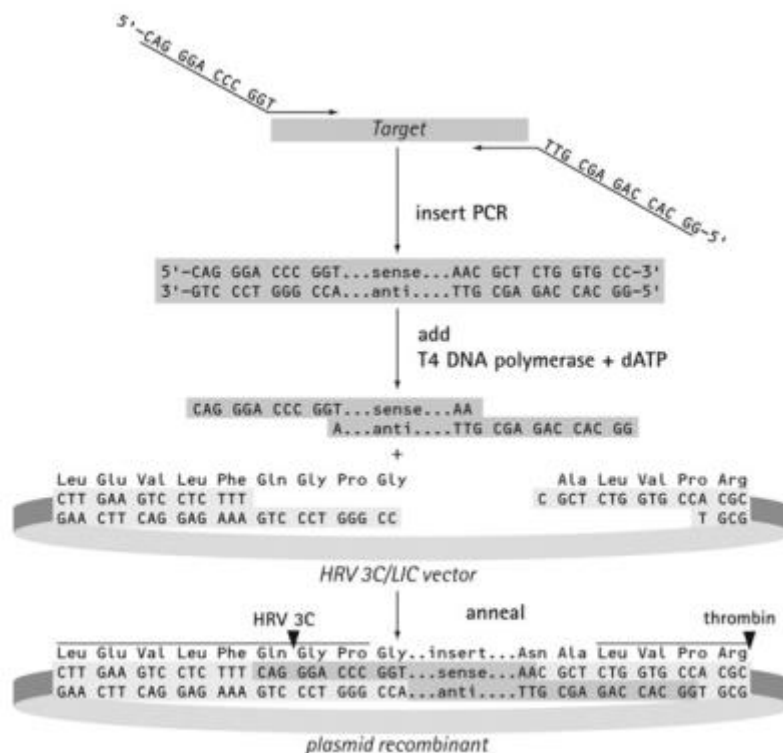 5'-CAG GGA CCC GGT
Target
TTG CGA GAC CAC GG-5'
insert PCR
5'-CAG GGA CCC GGT...sense...AAC GCT CTG GTG CC-3'
3'-GTC CCT GGG CCA...anti....TTG CGA GAC CAC GG-5'
add
T4 DNA polymerase + dATP
CAG GGA CCC GGT...sense...AA
A...anti....TTG CGA GAC CAC GG
+
Leu Glu Val Leu Phe Gln Gly Pro Gly Ala Leu Val Pro Arg
CTT GAA GTC CTC TTT C GCT CTG GTG CCA CGC
GAA CTT CAG GAG AAA GTC CCT GGG CC T GCG
HRV 3C/LIC vector
HRV 3C anneal thrombin
Leu Glu Val Leu Phe Gln Gly Pro Gly..insert...Asn Ala Leu Val Pro Arg
CTT GAA GTC CTC TTT CAG GGA CCC GGT...sense...AAC GCT CTG GTG CCA CGC
GAA CTT CAG GAG AAA GTC CCT GGG CCA...anti....TTG CGA GAC CAC GGT GCG
plasmid recombinant